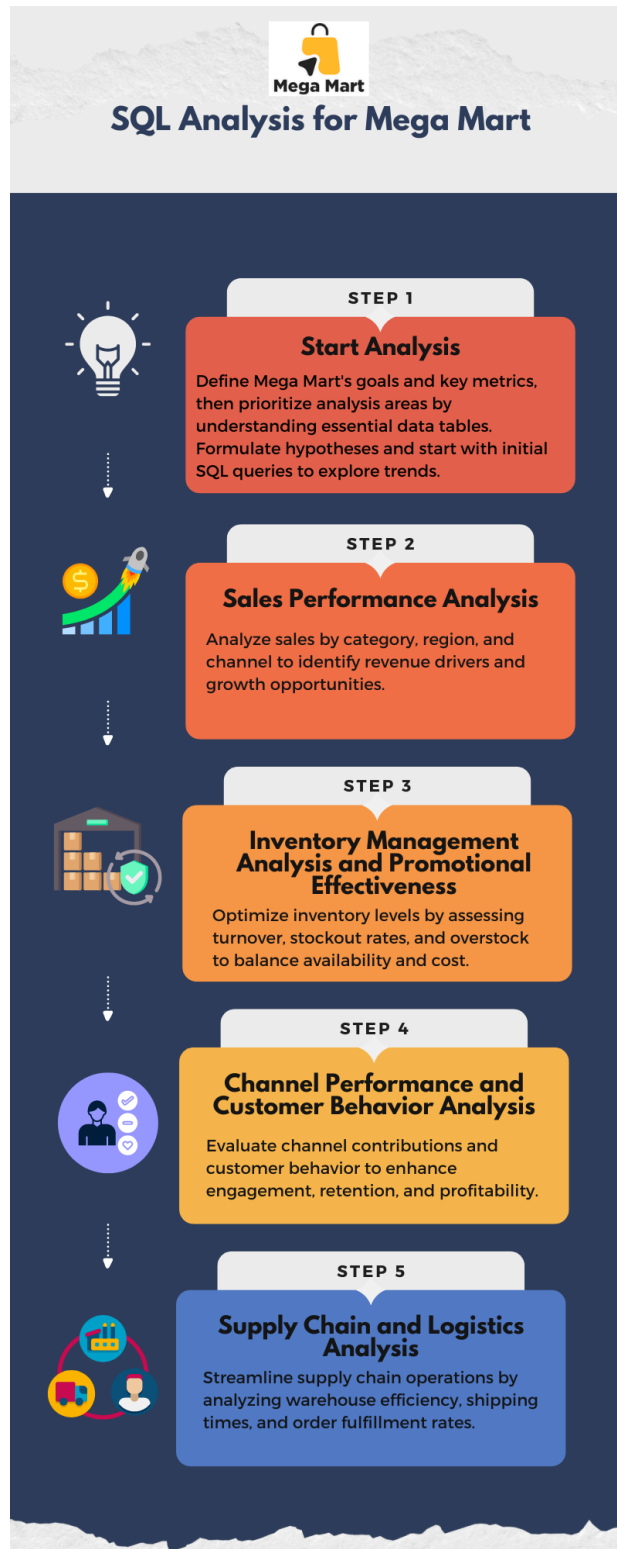 Mega Mart
SQL Analysis for Mega Mart
STEP 1
Start Analysis
Define Mega Mart's goals and key metrics,
then prioritize analysis areas by
understanding essential data tables.
Formulate hypotheses and start with initial
SQL queries to explore trends.
STEP 2
Sales Performance Analysis
Analyze sales by category, region, and
channel to identify revenue drivers and
growth opportunities.
STEP 3
Inventory Management
Analysis and Promotional
Effectiveness
Optimize inventory levels by assessing
turnover, stockout rates, and overstock
to balance availability and cost.
STEP 4
Channel Performance and
Customer Behavior Analysis
Evaluate channel contributions and
customer behavior to enhance
engagement, retention, and profitability.
STEP 5
Supply Chain and Logistics
Analysis
Streamline supply chain operations by
analyzing warehouse efficiency, shipping
times, and order fulfillment rates.